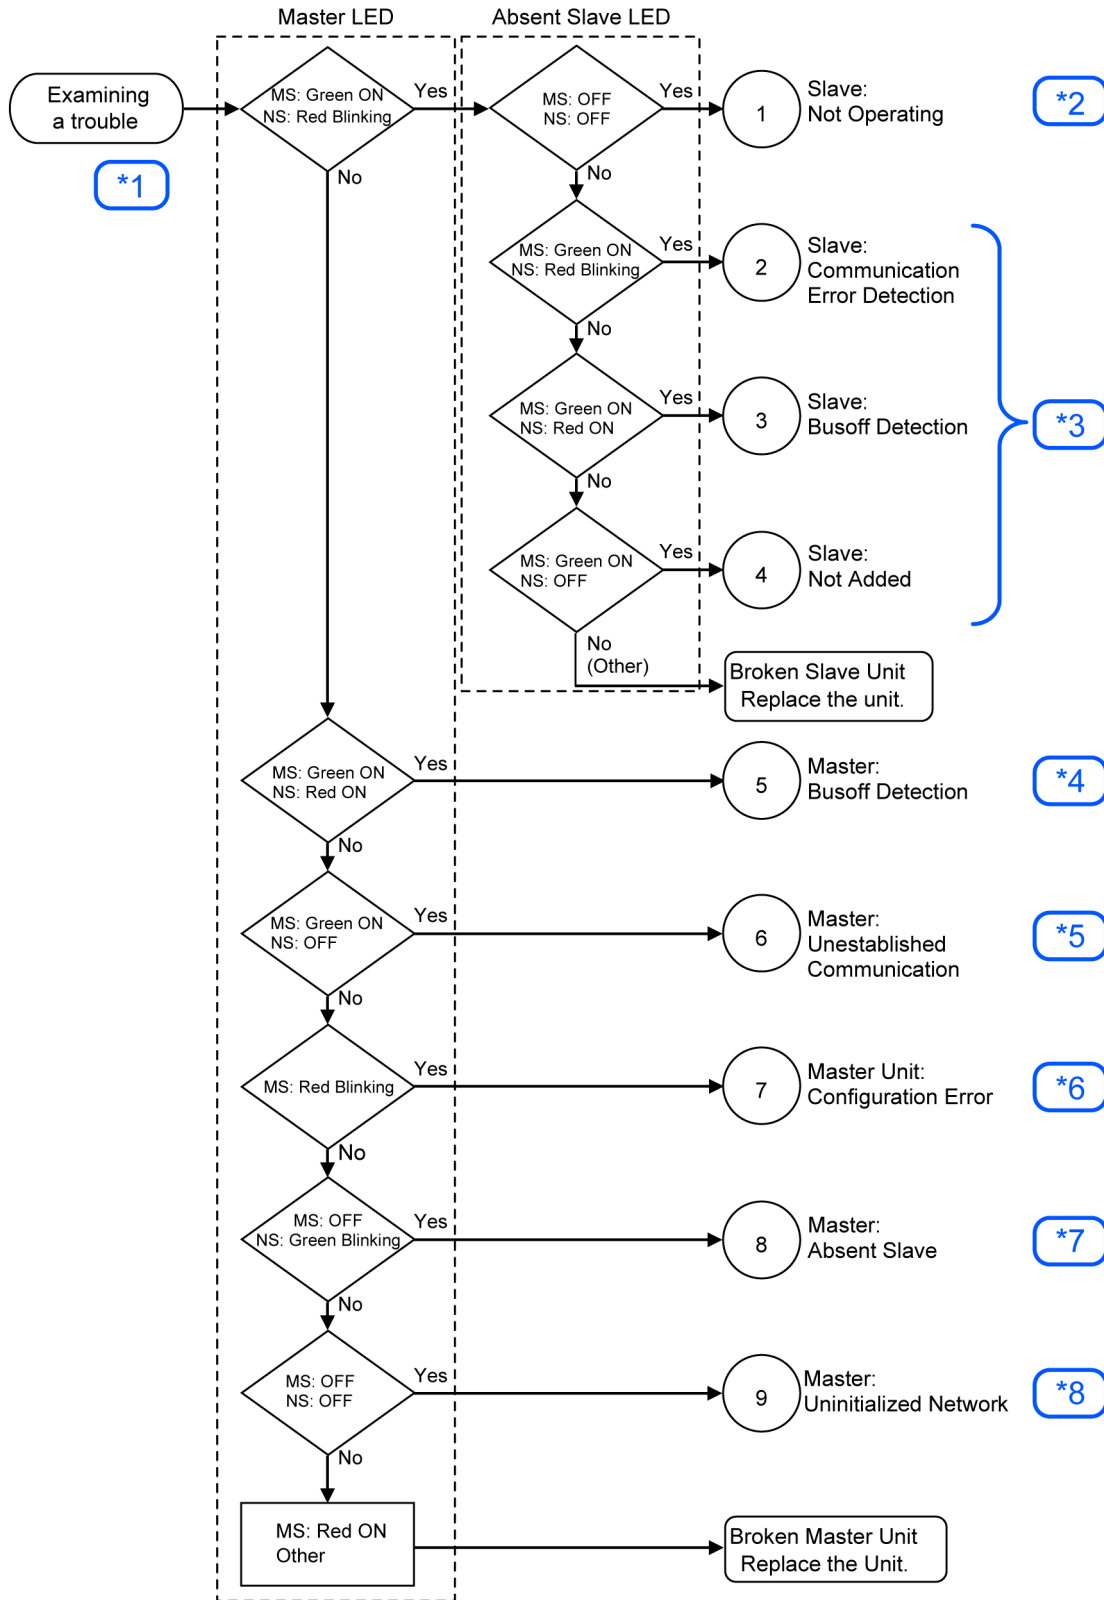 Master LED
Absent Slave LED
Examining
a trouble
*1
MS: Green ON
NS: Red Blinking
Yes
No
MS: OFF
NS: OFF
Yes
No
1
Slave:
Not Operating
*2
MS: Green ON
NS: Red Blinking
Yes
No
2
Slave:
Communication
Error Detection
MS: Green ON
NS: Red ON
Yes
No
3
Slave:
Busoff Detection
*3
MS: Green ON
NS: OFF
Yes
No
(Other)
4
Slave:
Not Added
Broken Slave Unit
Replace the unit.
MS: Green ON
NS: Red ON
Yes
No
5
Master:
Busoff Detection
*4
MS: Green ON
NS: OFF
Yes
No
6
Master:
Unestablished
Communication
*5
MS: Red Blinking
Yes
No
7
Master Unit:
Configuration Error
*6
MS: OFF
NS: Green Blinking
Yes
No
8
Master:
Absent Slave
*7
MS: OFF
NS: OFF
Yes
No
9
Master:
Uninitialized Network
*8
MS: Red ON
Other
Broken Master Unit
Replace the Unit.